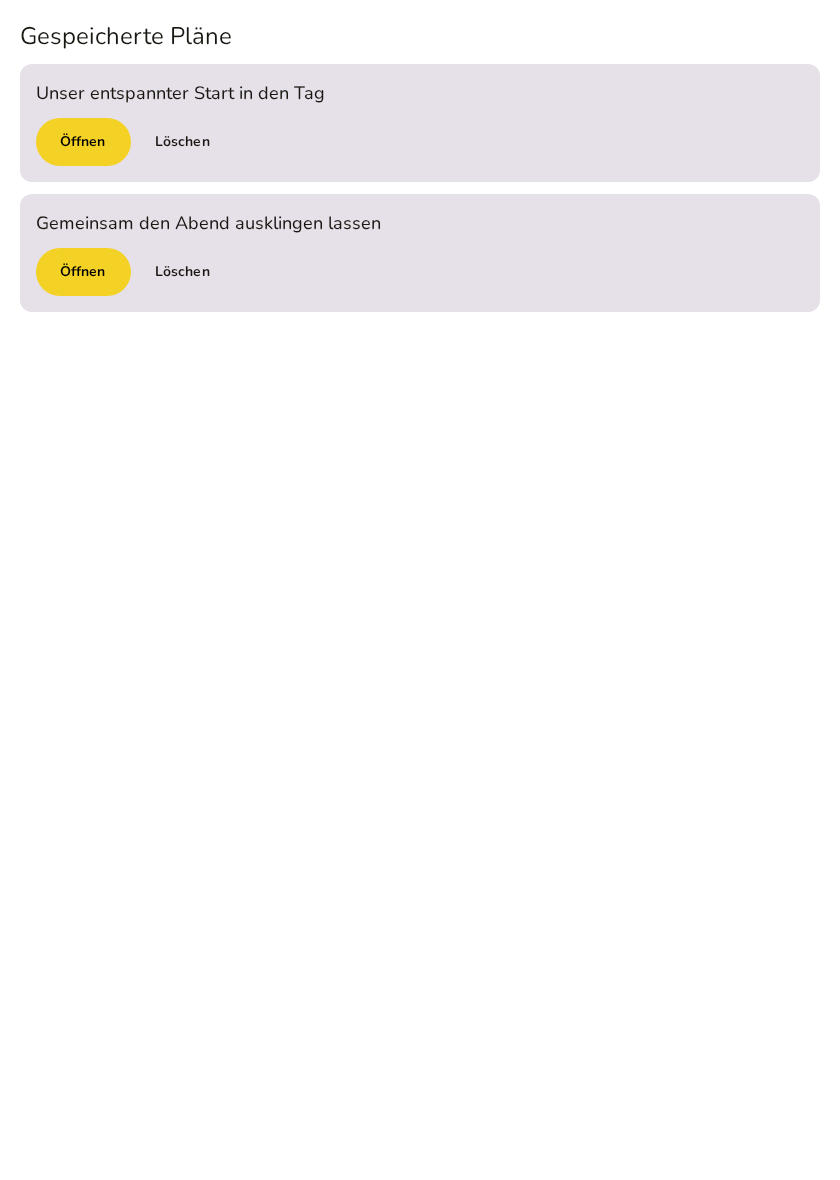 Gespeicherte Pläne
Unser entspannter Start in den Tag
Öffnen Löschen
Gemeinsam den Abend ausklingen lassen
Öffnen Löschen